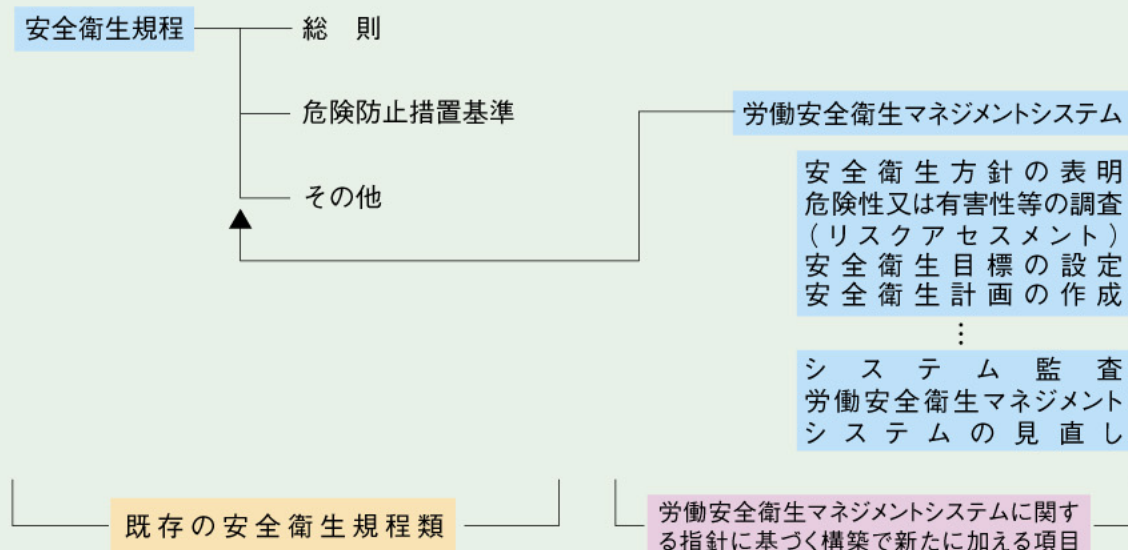 安全衛生規程
総則
危険防止措置基準
その他
労働安全衛生マネジメントシステム
安全衛生方針の表明
危険性又は有害性等の調査
(リスクアセスメント)
安全衛生目標の設定
安全衛生計画の作成
⋮
システム監査
労働安全衛生マネジメント
システムの見直し
既存の安全衛生規程類
労働安全衛生マネジメントシステムに関す
る指針に基づく構築で新たに加える項目